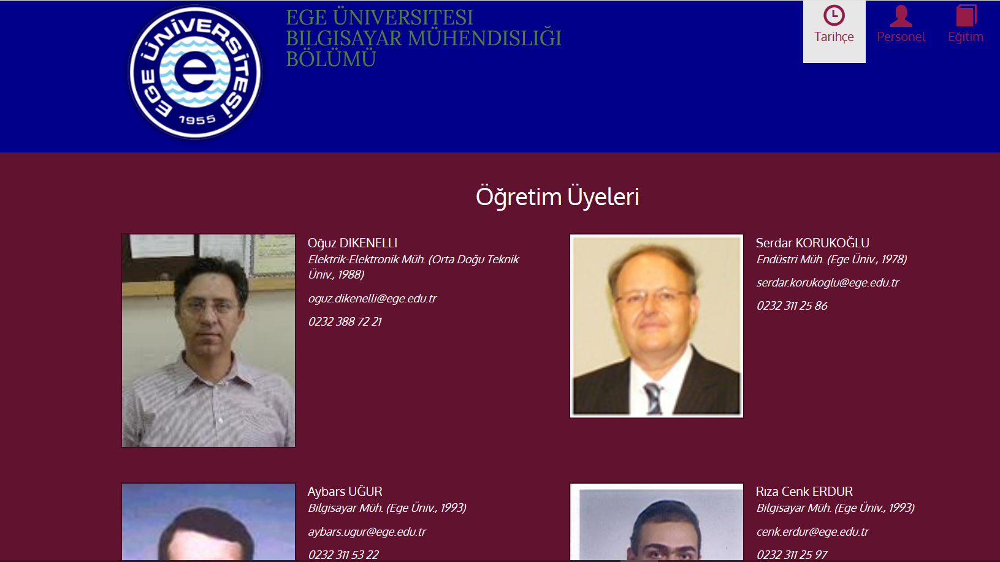 EGE ÜNİVERSİTESİ
1955
EGE ÜNIVERSITESI
BILGISAYAR MÜHENDISLIĞI
BÖLÜMÜ
Tarihçe
Personel
Eğitim
Öğretim Üyeleri
Oğuz DIKENELLI
Elektrik-Elektronik Müh. (Orta Doğu Teknik
Üniv., 1988)
oguz.dikenelli@ege.edu.tr
0232 388 72 21
Serdar KORUKOĞLU
Endüstri Müh. (Ege Üniv., 1978)
serdar.korukoglu@ege.edu.tr
0232 311 25 86
Aybars UĞUR
Bilgisayar Müh. (Ege Üniv., 1993)
aybars.ugur@ege.edu.tr
0232 311 53 22
Rıza Cenk ERDUR
Bilgisayar Müh. (Ege Üniv., 1993)
cenk.erdur@ege.edu.tr
0232 311 25 97